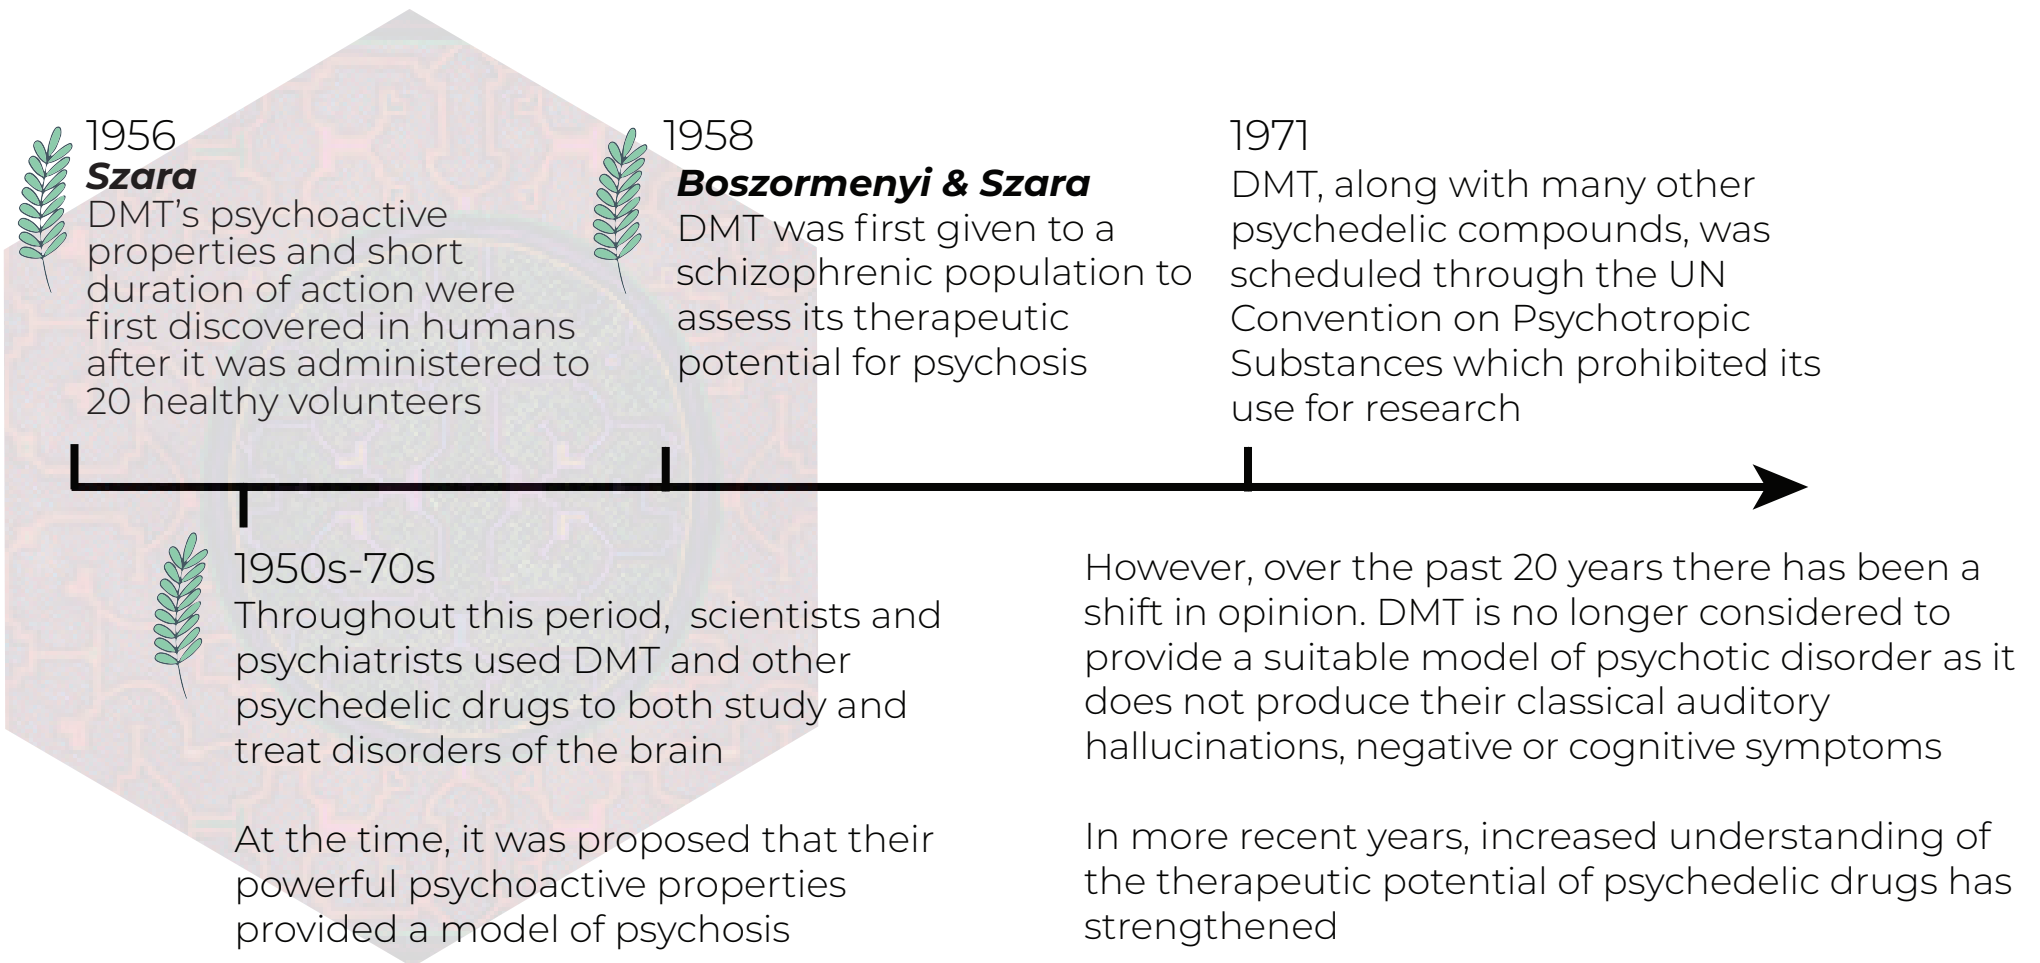 1956
Szara
DMT's psychoactive
properties and short
duration of action were
first discovered in humans
after it was administered to
20 healthy volunteers
1958
Boszormenyi & Szara
DMT was first given to a
schizophrenic population to
assess its therapeutic
potential for psychosis
1971
DMT, along with many other
psychedelic compounds, was
scheduled through the UN
Convention on Psychotropic
Substances which prohibited its
use for research
1950s-70s
Throughout this period,  scientists and
psychiatrists used DMT and other
psychedelic drugs to both study and
treat disorders of the brain
At the time, it was proposed that their
powerful psychoactive properties
provided a model of psychosis
However, over the past 20 years there has been a
shift in opinion. DMT is no longer considered to
provide a suitable model of psychotic disorder as it
does not produce their classical auditory
hallucinations, negative or cognitive symptoms
In more recent years, increased understanding of
the therapeutic potential of psychedelic drugs has
strengthened